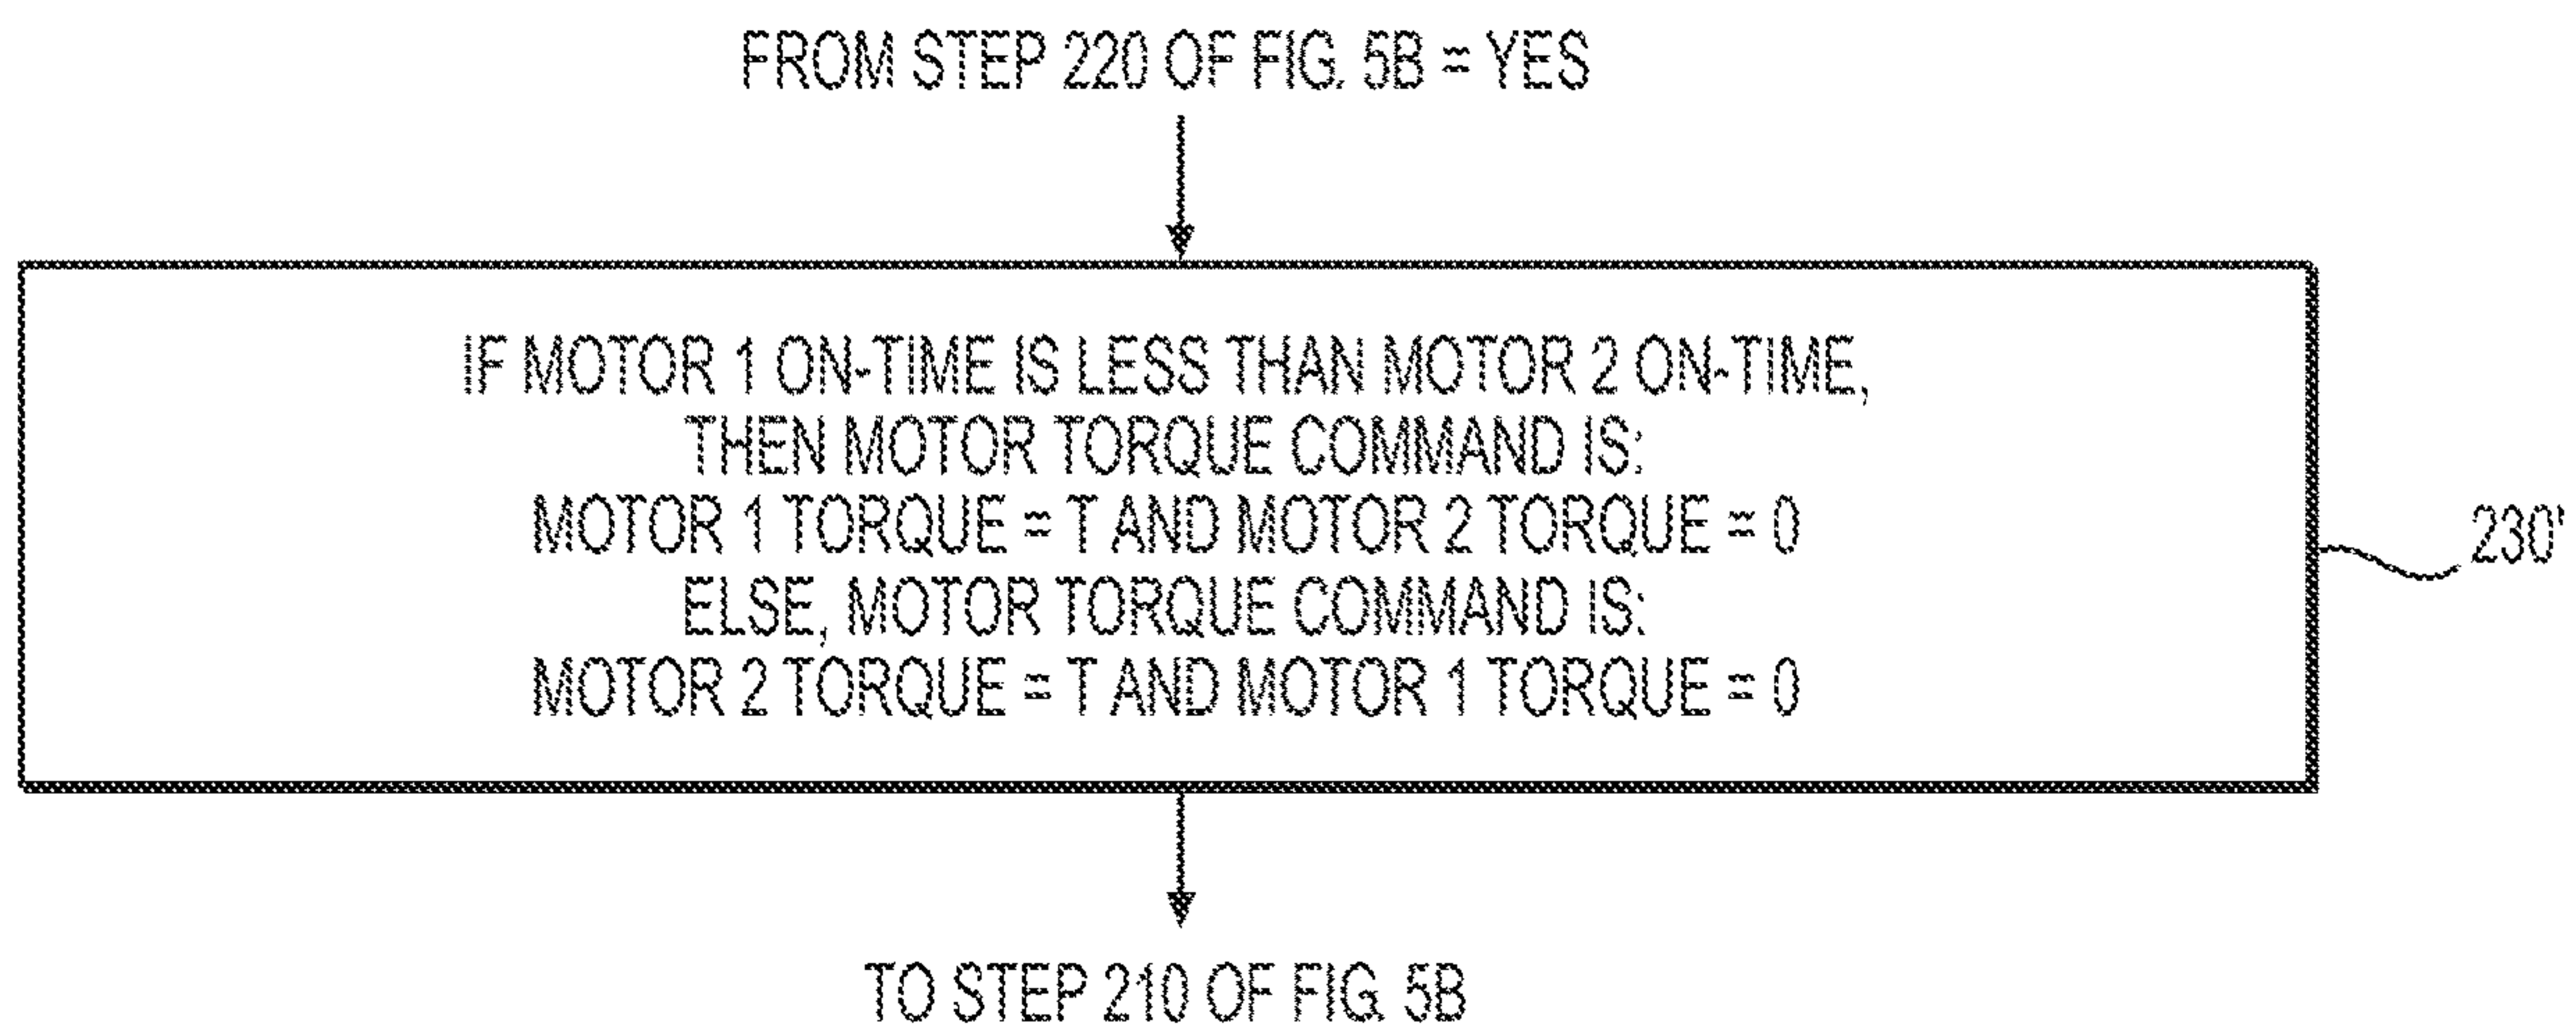 FROM STEP 220 OF FIG. 5B = YES
IF MOTOR 1 ON-TIME IS LESS THAN MOTOR 2 ON-TIME,
THEN MOTOR TORQUE COMMAND IS:
MOTOR 1 TORQUE = T AND MOTOR 2 TORQUE = 0
ELSE, MOTOR TORQUE COMMAND IS:
MOTOR 2 TORQUE = T AND MOTOR 1 TORQUE = 0
230'
TO STEP 210 OF FIG. 5B